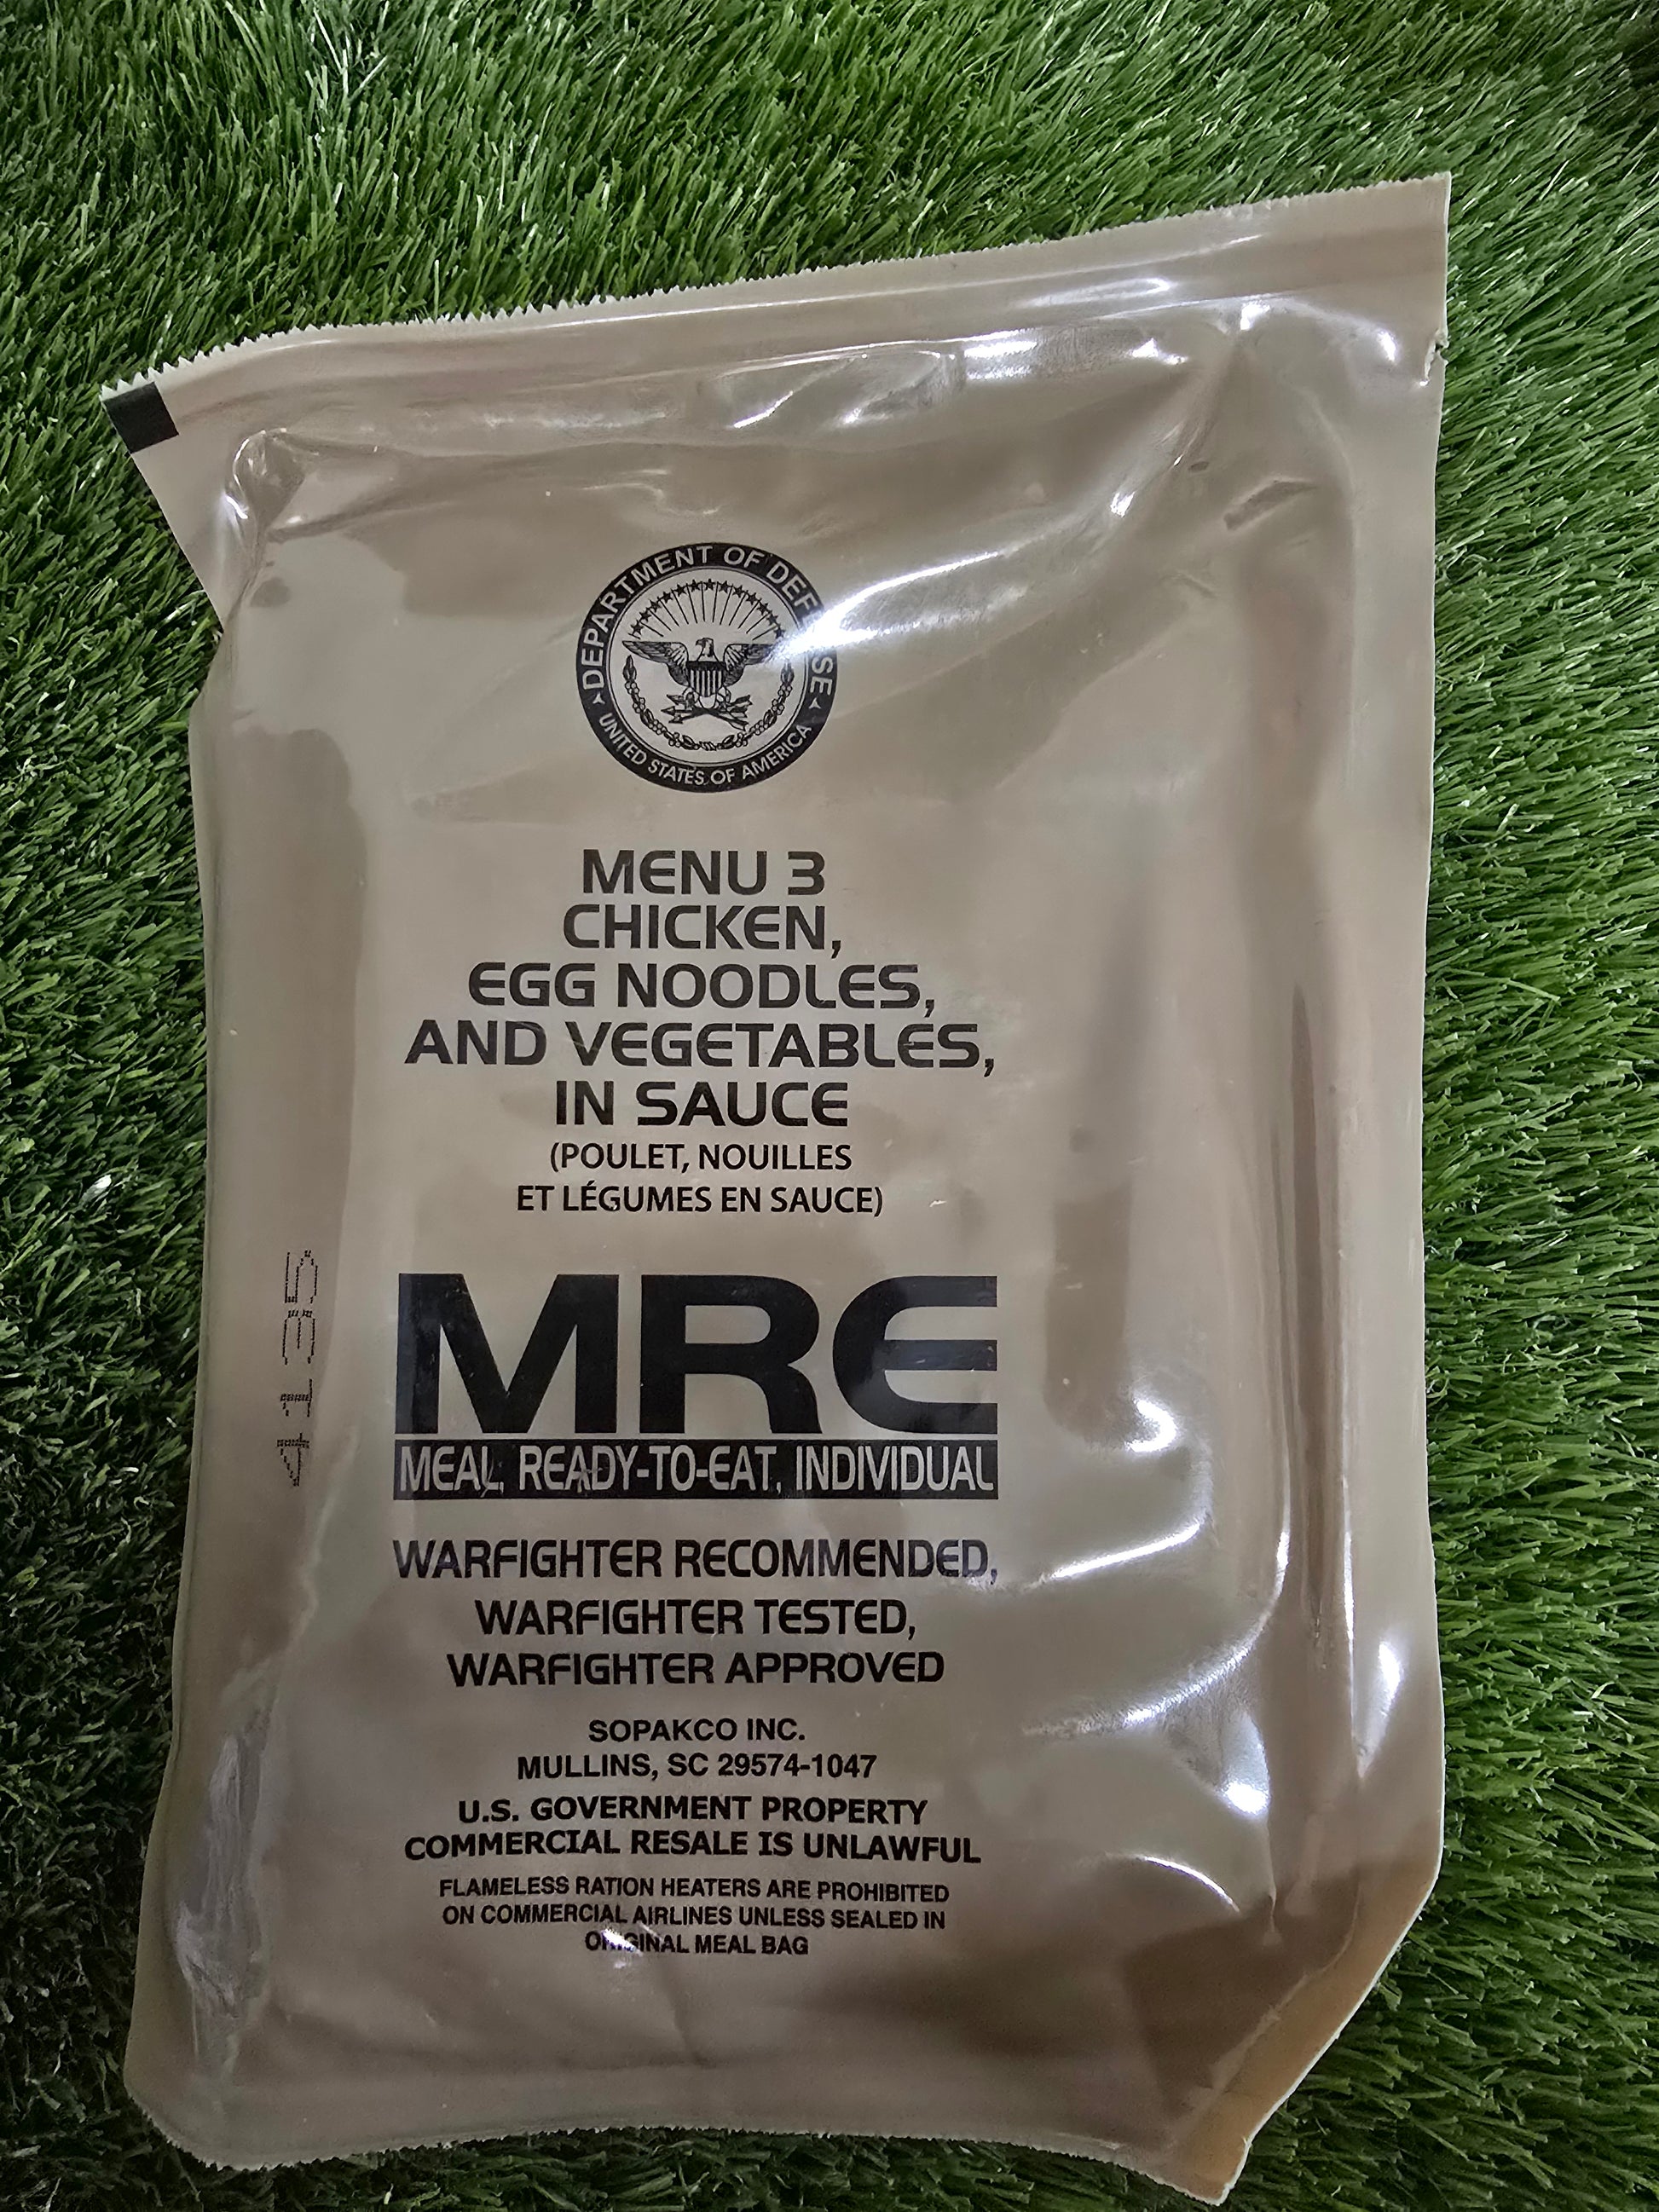 DEPARTMENT OF DEFENSE
UNITED STATES OF AMERICA
MENU 3
CHICKEN,
EGG NOODLES,
AND VEGETABLES,
IN SAUCE
(POULET, NOUILLES
ET LÉGUMES EN SAUCE)
4135
MRE
MEAL, READY-TO-EAT, INDIVIDUAL
WARFIGHTER RECOMMENDED,
WARFIGHTER TESTED,
WARFIGHTER APPROVED
SOPAKCO INC.
MULLINS, SC 29574-1047
U.S. GOVERNMENT PROPERTY
COMMERCIAL RESALE IS UNLAWFUL
FLAMELESS RATION HEATERS ARE PROHIBITED
ON COMMERCIAL AIRLINES UNLESS SEALED IN
ORIGINAL MEAL BAG